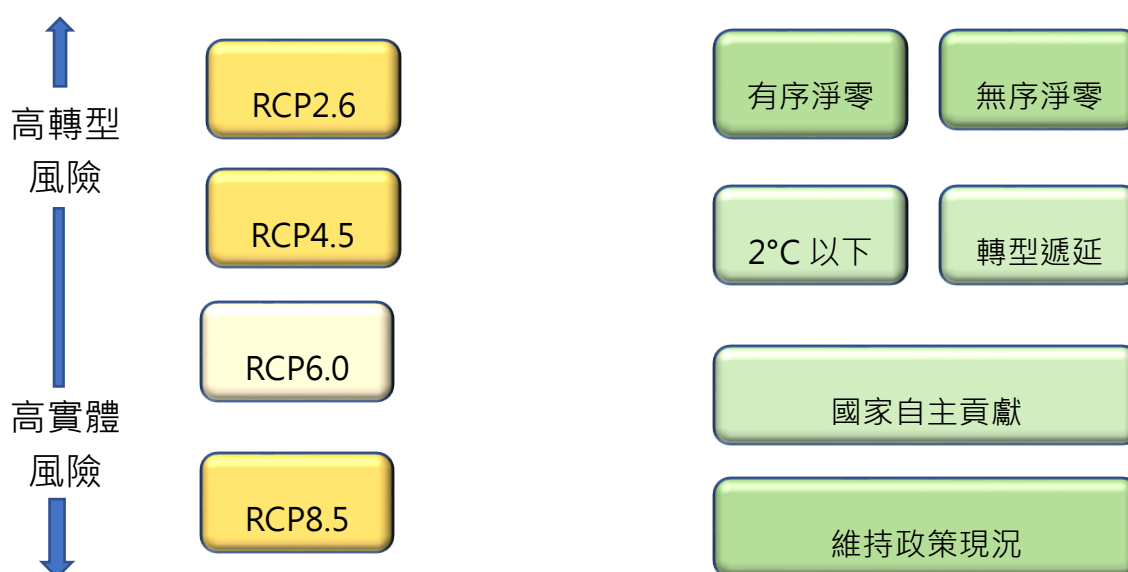 高轉型
風險
高實體
風險
RCP2.6
RCP4.5
RCP6.0
RCP8.5
有序淨零
無序淨零
2°C 以下
轉型遞延
國家自主貢獻
維持政策現況